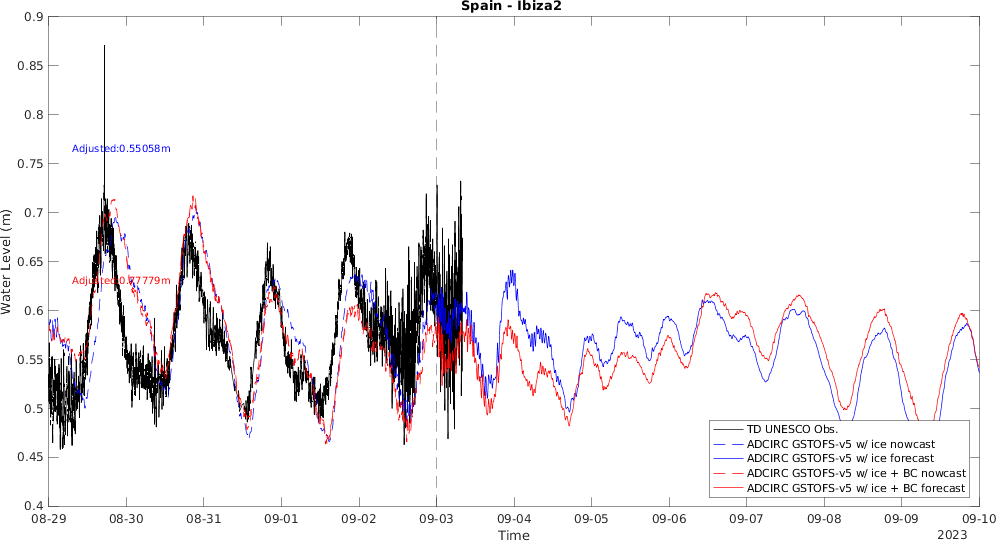 Spain - Ibiza2
0.9
0.85
0.8
0.75
0.7
0.65
0.6
0.55
0.5
0.45
0.4
Water Level (m)
Adjusted:0.55058m
TD UNESCO Obs.
ADCIRC GSTOFS-v5 w/ ice nowcast
ADCIRC GSTOFS-v5 w/ ice forecast
ADCIRC GSTOFS-v5 w/ ice + BC nowcast
ADCIRC GSTOFS-v5 w/ ice + BC forecast
08-29 08-30 08-31 09-01 09-02 09-03 09-04 09-05 09-06 09-07 09-08 09-09 09-10
Time
2023